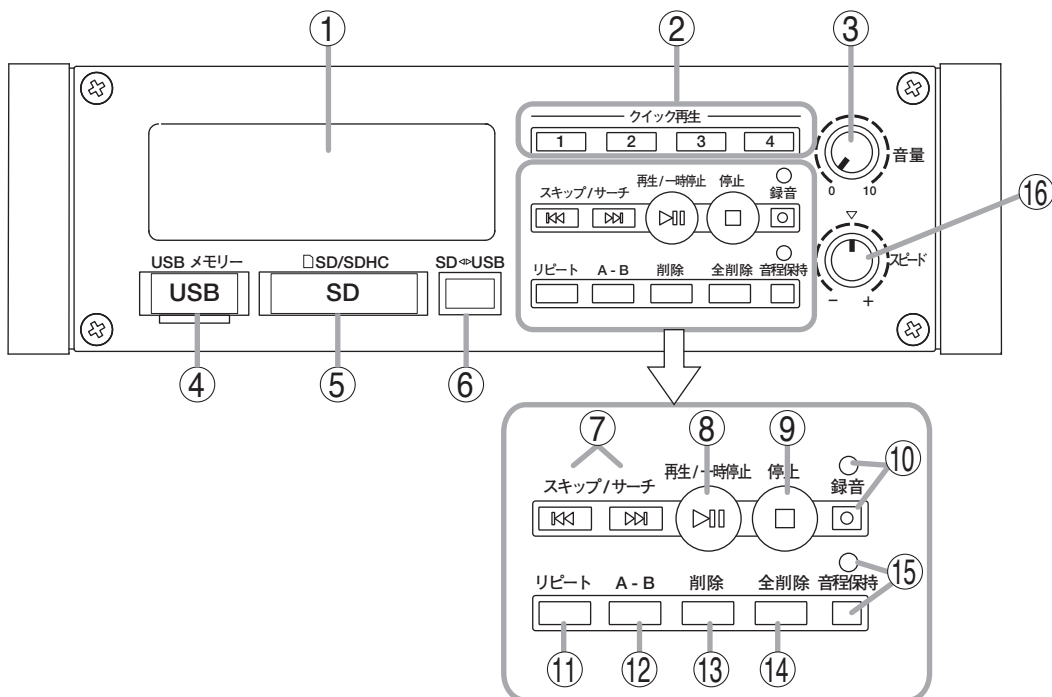 ① ② ③
クイック再生
1 2 3 4
音量
0 10
スキップ/サーチ 再生/一時停止 停止 録音
⑯
スピード
− +
USB メモリー SD/SDHC SD⇔USB
USB SD
リピート A - B 削除 全削除 音程保持
④ ⑤ ⑥
⑦ ⑧ ⑨ ⑩
スキップ/サーチ 再生/一時停止 停止 録音
⑮
リピート A - B 削除 全削除 音程保持
⑪ ⑫ ⑬ ⑭